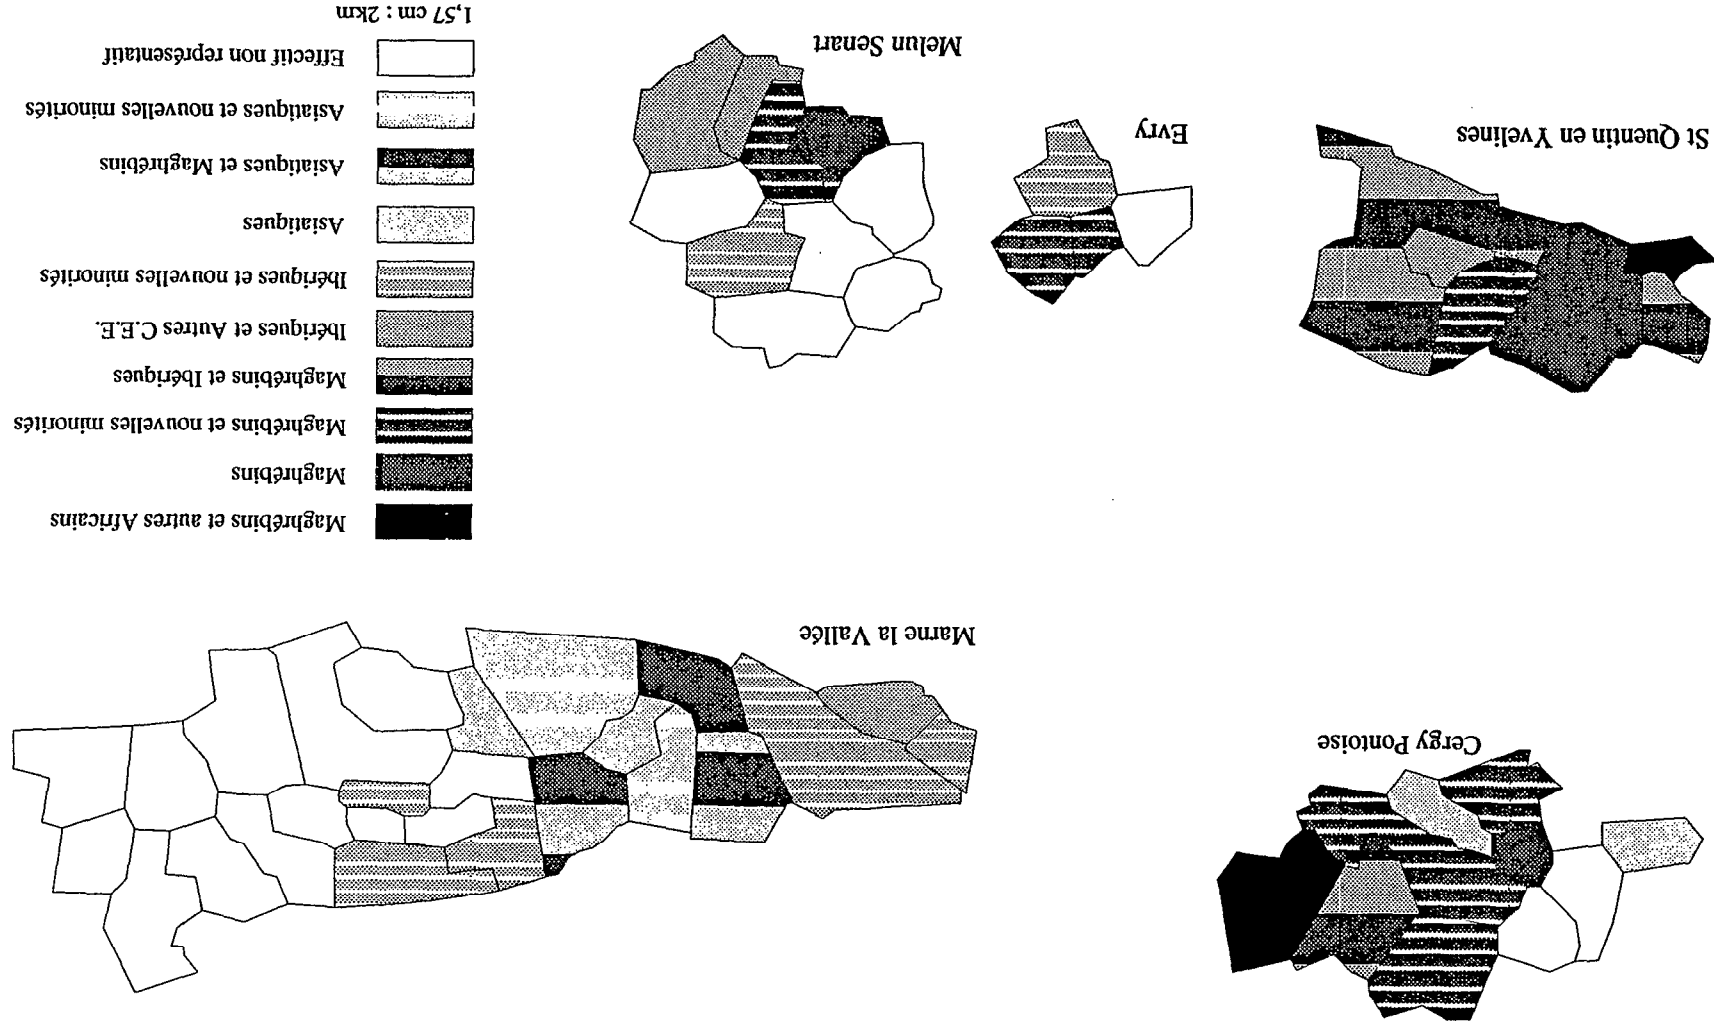 Cergy Pontoise
Marne la Vallée
St Quentin en Yvelines
Evry
Melun Senart
Maghrébins et autres Africains
Maghrébins
Maghrébins et nouvelles minorités
Maghrébins et Ibériques
Ibériques et Autres C.E.E.
Ibériques et nouvelles minorités
Asiatiques
Asiatiques et Maghrébins
Asiatiques et nouvelles minorités
Effectif non représentatif
1,57 cm : 2km